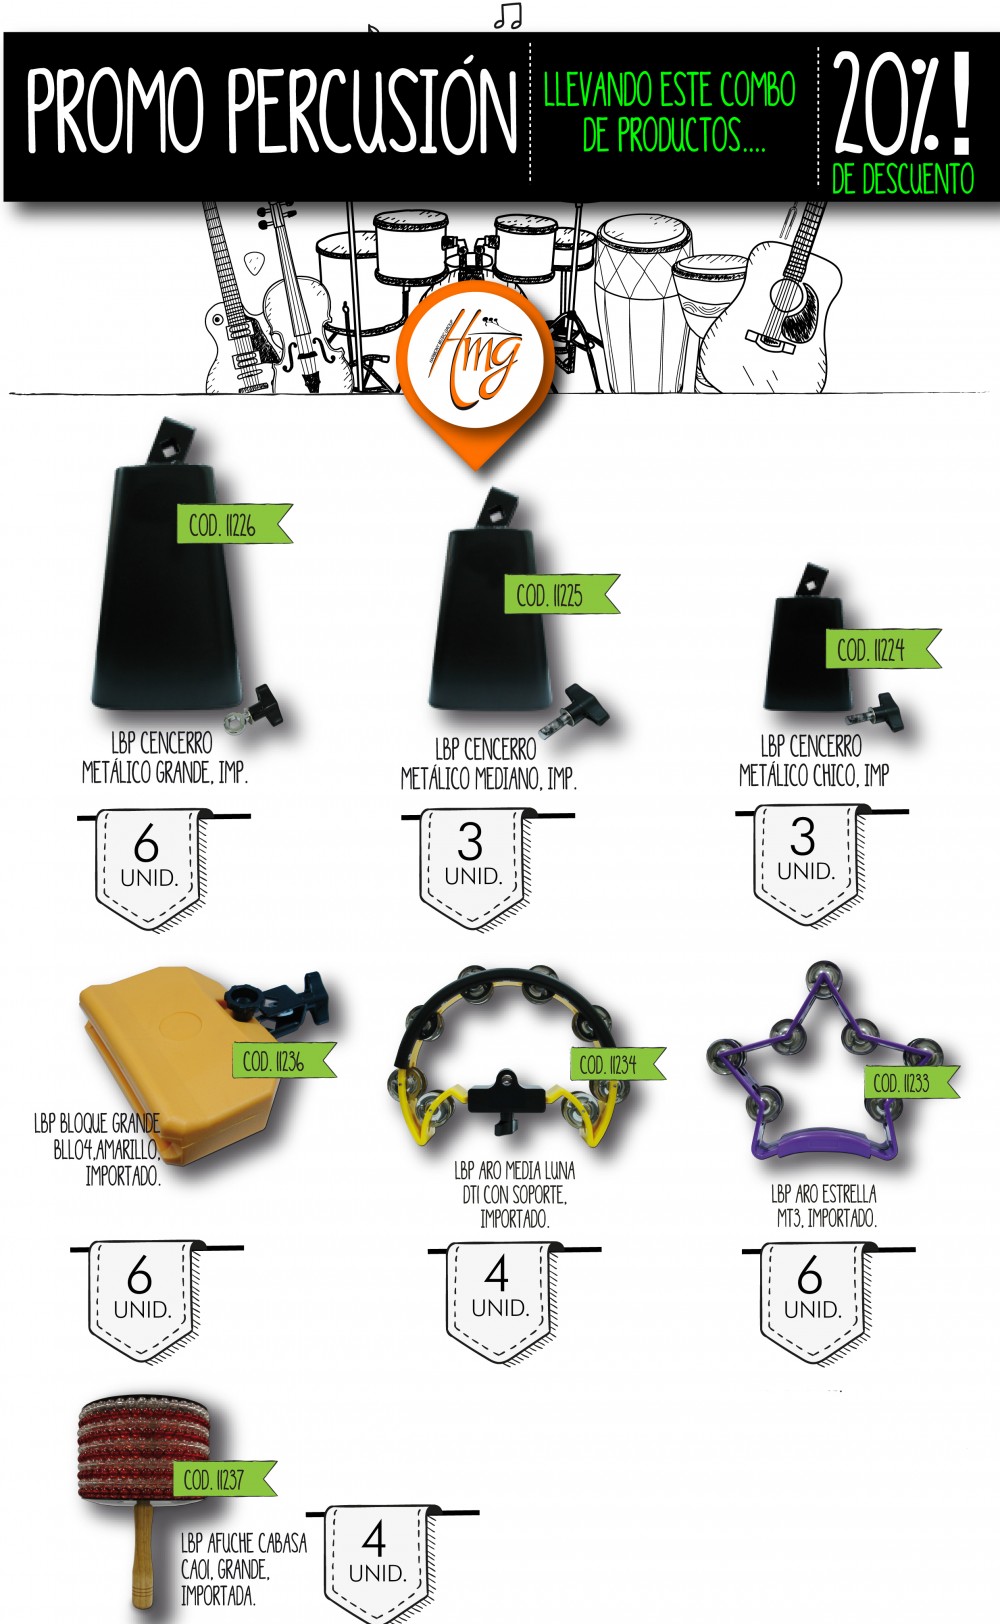 PROMO PERCUSIÓN
LLEVANDO ESTE COMBO
DE PRODUCTOS....
20%!
DE DESCUENTO
Hmg
COD. 11226
COD. 11225
COD. 11224
LBP CENCERRO
METÁLICO GRANDE, IMP.
LBP CENCERRO
METÁLICO MEDIANO, IMP.
LBP CENCERRO
METÁLICO CHICO, IMP
6
UNID.
3
UNID.
3
UNID.
COD. 11236
COD. 11234
COD. 11233
LBP BLOQUE GRANDE
BLL04,AMARILLO,
IMPORTADO.
LBP ARO MEDIA LUNA
DT1 CON SOPORTE,
IMPORTADO.
LBP ARO ESTRELLA
MT3, IMPORTADO.
6
UNID.
4
UNID.
6
UNID.
COD. 11237
LBP AFUCHE CABASA
CA01, GRANDE,
IMPORTADA.
4
UNID.